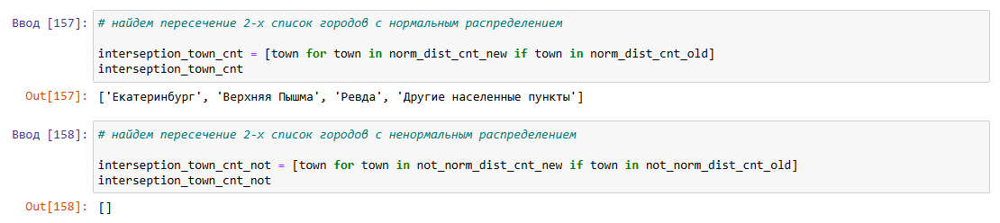 Ввод [157]: # найдем пересечение 2-х список городов с нормальным распределением
interseption_town_cnt = [town for town in norm_dist_cnt_new if town in norm_dist_cnt_old]
interseption_town_cnt
Out[157]: ['Екатеринбург', 'Верхняя Пышма', 'Ревда', 'Другие населенные пункты']
Ввод [158]: # найдем пересечение 2-х список городов с ненормальным распределением
interseption_town_cnt_not = [town for town in not_norm_dist_cnt_new if town in not_norm_dist_cnt_old]
interseption_town_cnt_not
Out[158]: []